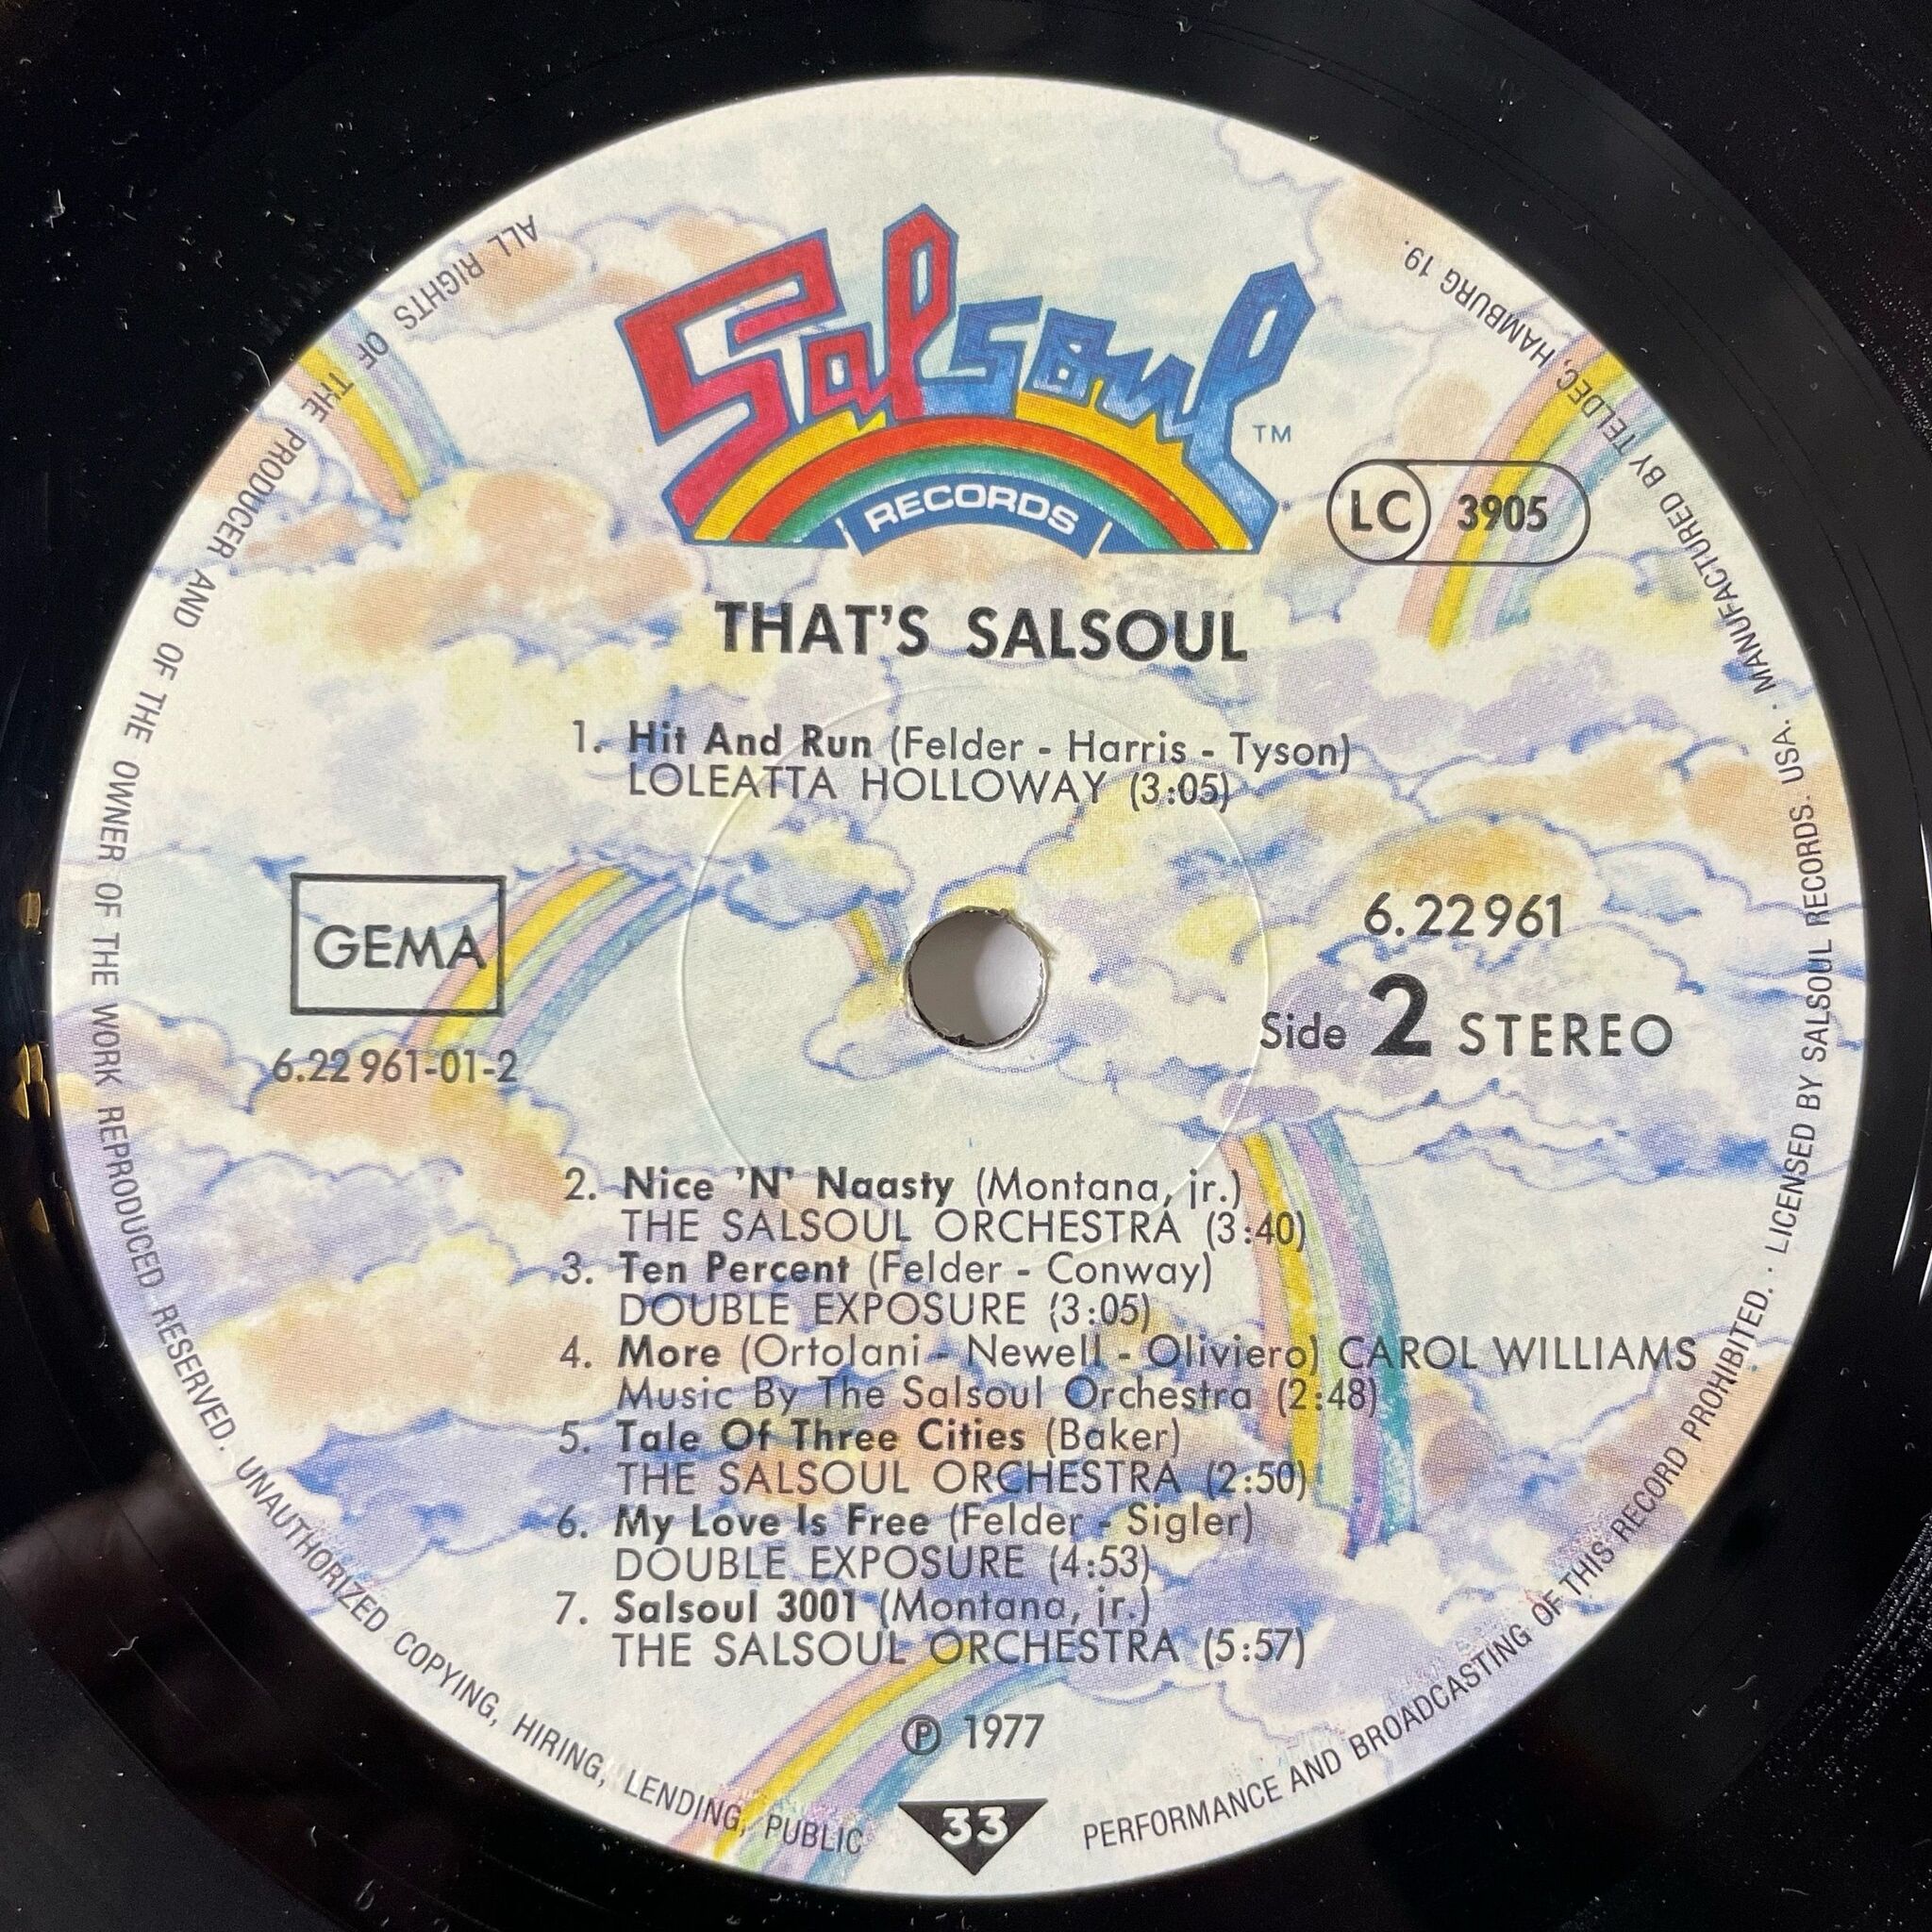 Salsoul TM
RECORDS
LC 3905
THAT'S SALSOUL
1. Hit And Run (Felder - Harris - Tyson)
LOLEATTA HOLLOWAY (3:05)
GEMA
6.22 961-01-2
6.22961
Side 2 STEREO
2. Nice 'N' Naasty (Montana, jr.)
THE SALSOUL ORCHESTRA (3:40)
3. Ten Percent (Felder - Conway)
DOUBLE EXPOSURE (3:05)
4. More (Ortolani - Newell - Oliviero) CAROL WILLIAMS
Music By The Salsoul Orchestra (2:48)
5. Tale Of Three Cities (Baker)
THE SALSOUL ORCHESTRA (2:50)
6. My Love Is Free (Felder - Sigler)
DOUBLE EXPOSURE (4:53)
7. Salsoul 3001 (Montana, jr.)
THE SALSOUL ORCHESTRA (5:57)
Ⓟ 1977
33
ALL RIGHTS OF THE PRODUCER AND OF THE OWNER OF THE WORK REPRODUCED RESERVED. UNAUTHORIZED COPYING, HIRING, LENDING, PUBLIC PERFORMANCE AND BROADCASTING OF THIS RECORD PROHIBITED. · LICENSED BY SALSOUL RECORDS. USA. · MANUFACTURED BY TELDEC, HAMBURG 19.